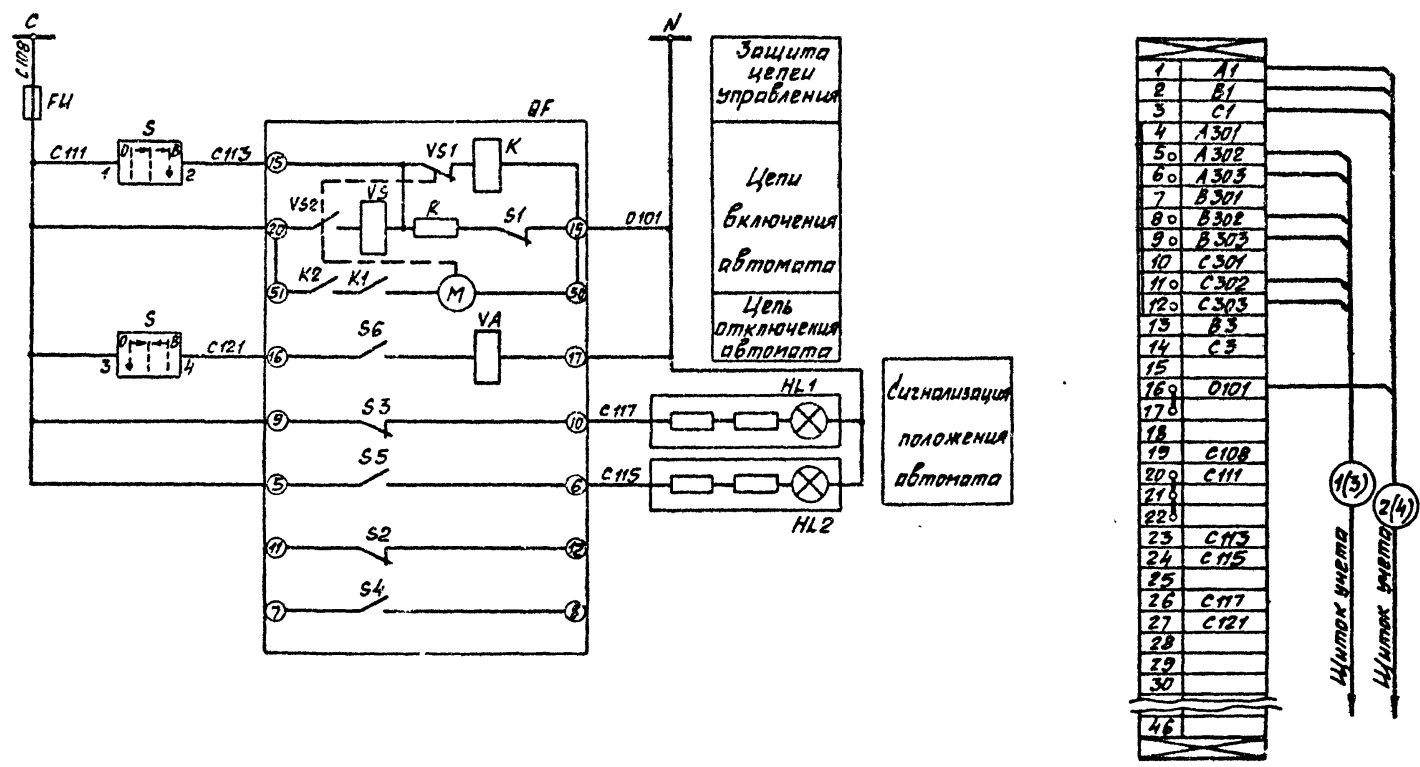 C
C108
FU
S
C111
O
B
1
2
C113
QF
15
VS1
K
VS2
VS
R
S1
20
19
0101
K2
K1
51
M
50
S
O
B
3
4
C121
16
S6
VA
17
9
S3
10
C117
HL1
5
S5
6
C115
HL2
11
S2
12
7
S4
8
N
Защита
цепей
управления
Цепи
включения
автомата
Цепь
отключения
автомата
Сигнализация
положения
автомата
1 A1
2 B1
3 C1
4 A301
5 A302
6 A303
7 B301
8 B302
9 B303
10 C301
11 C302
12 C303
13 B3
14 C3
15
16 0101
17
18
19 C108
20 C111
21
22
23 C113
24 C115
25
26 C117
27 C121
28
29
30
46
1(3)
2(4)
Щиток учета
Щиток учета